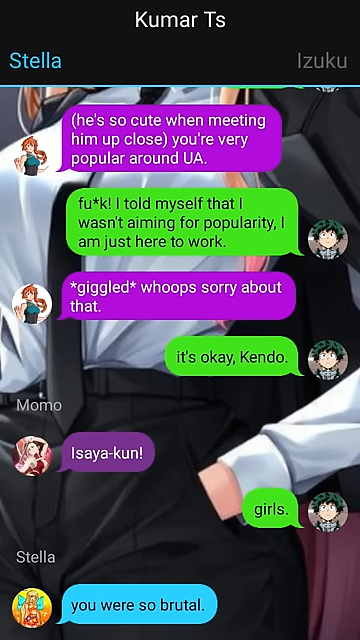 Kumar Ts
Stella
Izuku
(he's so cute when meeting
him up close) you're very
popular around UA.
fu*k! I told myself that I
wasn't aiming for popularity, I
am just here to work.
*giggled* whoops sorry about
that.
it's okay, Kendo.
Momo
Isaya-kun!
girls.
Stella
you were so brutal.